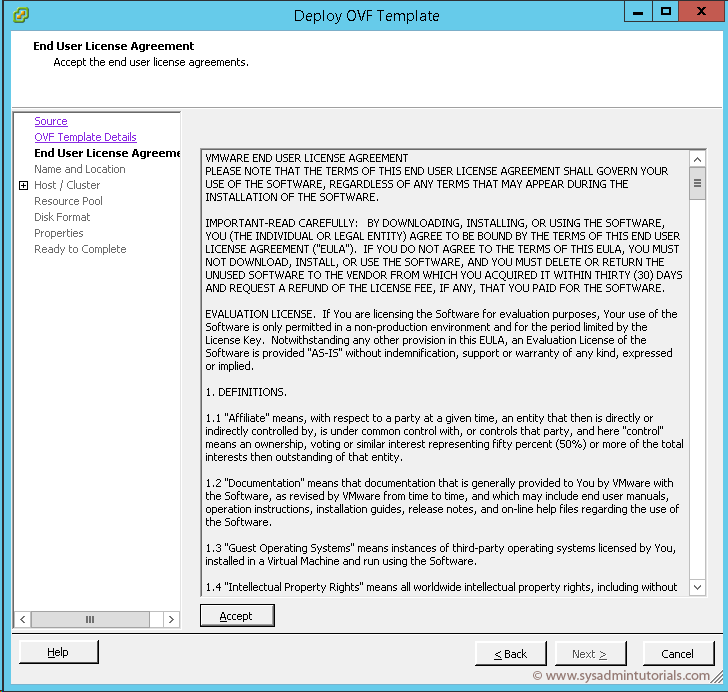 Deploy OVF Template
End User License Agreement
Accept the end user license agreements.
Source
OVF Template Details
End User License Agreeme
Name and Location
Host / Cluster
Resource Pool
Disk Format
Properties
Ready to Complete
VMWARE END USER LICENSE AGREEMENT
PLEASE NOTE THAT THE TERMS OF THIS END USER LICENSE AGREEMENT SHALL GOVERN YOUR
USE OF THE SOFTWARE, REGARDLESS OF ANY TERMS THAT MAY APPEAR DURING THE
INSTALLATION OF THE SOFTWARE.
IMPORTANT-READ CAREFULLY:   BY DOWNLOADING, INSTALLING, OR USING THE SOFTWARE,
YOU (THE INDIVIDUAL OR LEGAL ENTITY) AGREE TO BE BOUND BY THE TERMS OF THIS END USER
LICENSE AGREEMENT ("EULA").  IF YOU DO NOT AGREE TO THE TERMS OF THIS EULA, YOU MUST
NOT DOWNLOAD, INSTALL, OR USE THE SOFTWARE, AND YOU MUST DELETE OR RETURN THE
UNUSED SOFTWARE TO THE VENDOR FROM WHICH YOU ACQUIRED IT WITHIN THIRTY (30) DAYS
AND REQUEST A REFUND OF THE LICENSE FEE, IF ANY, THAT YOU PAID FOR THE SOFTWARE.
EVALUATION LICENSE.  If You are licensing the Software for evaluation purposes, Your use of the
Software is only permitted in a non-production environment and for the period limited by the
License Key.  Notwithstanding any other provision in this EULA, an Evaluation License of the
Software is provided "AS-IS" without indemnification, support or warranty of any kind, expressed
or implied.
1. DEFINITIONS.
1.1 "Affiliate" means, with respect to a party at a given time, an entity that then is directly or
indirectly controlled by, is under common control with, or controls that party, and here "control"
means an ownership, voting or similar interest representing fifty percent (50%) or more of the total
interests then outstanding of that entity.
1.2 "Documentation" means that documentation that is generally provided to You by VMware with
the Software, as revised by VMware from time to time, and which may include end user manuals,
operation instructions, installation guides, release notes, and on-line help files regarding the use of
the Software.
1.3 "Guest Operating Systems" means instances of third-party operating systems licensed by You,
installed in a Virtual Machine and run using the Software.
1.4 "Intellectual Property Rights" means all worldwide intellectual property rights, including without
Accept
Help
< Back
Next >
Cancel
© www.sysadmintutorials.com